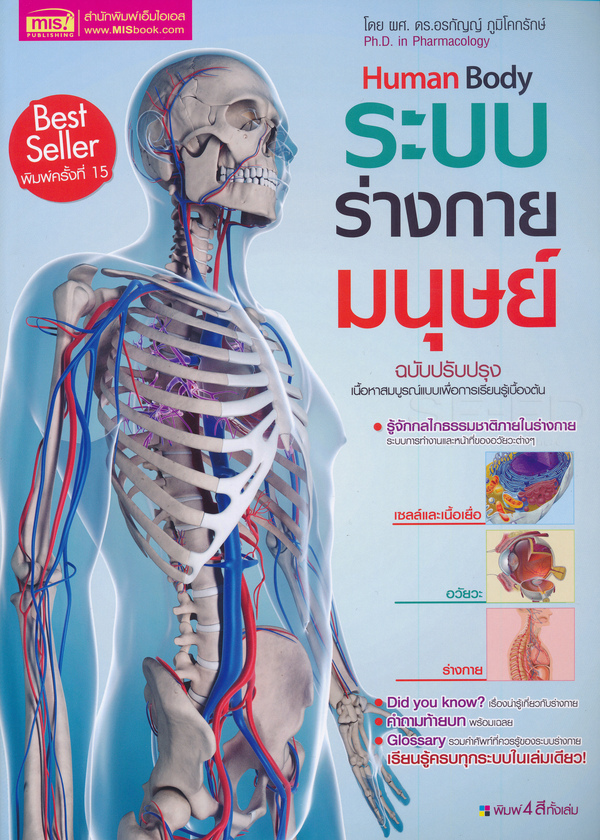 mis
PUBLISHING
สำนักพิมพ์เอ็มไอเอส
www.MISbook.com
โดย ผศ. ดร.อรกัญญ์ ภูมิโคกรักษ์
Ph.D. in Pharmacology
Best
Seller
พิมพ์ครั้งที่ 15
Human Body
ระบบ
ร่างกาย
มนุษย์
ฉบับปรับปรุง
เนื้อหาสมบูรณ์แบบเพื่อการเรียนรู้เบื้องต้น
• รู้จักกลไกธรรมชาติภายในร่างกาย
ระบบการทำงานและหน้าที่ของอวัยวะต่างๆ
เซลล์และเนื้อเยื่อ
อวัยวะ
ร่างกาย
• Did you know? เรื่องน่ารู้เกี่ยวกับร่างกาย
• คำถามท้ายบท พร้อมเฉลย
• Glossary รวมคำศัพท์ที่ควรรู้ของระบบร่างกาย
เรียนรู้ครบทุกระบบในเล่มเดียว!
พิมพ์ 4 สีทั้งเล่ม